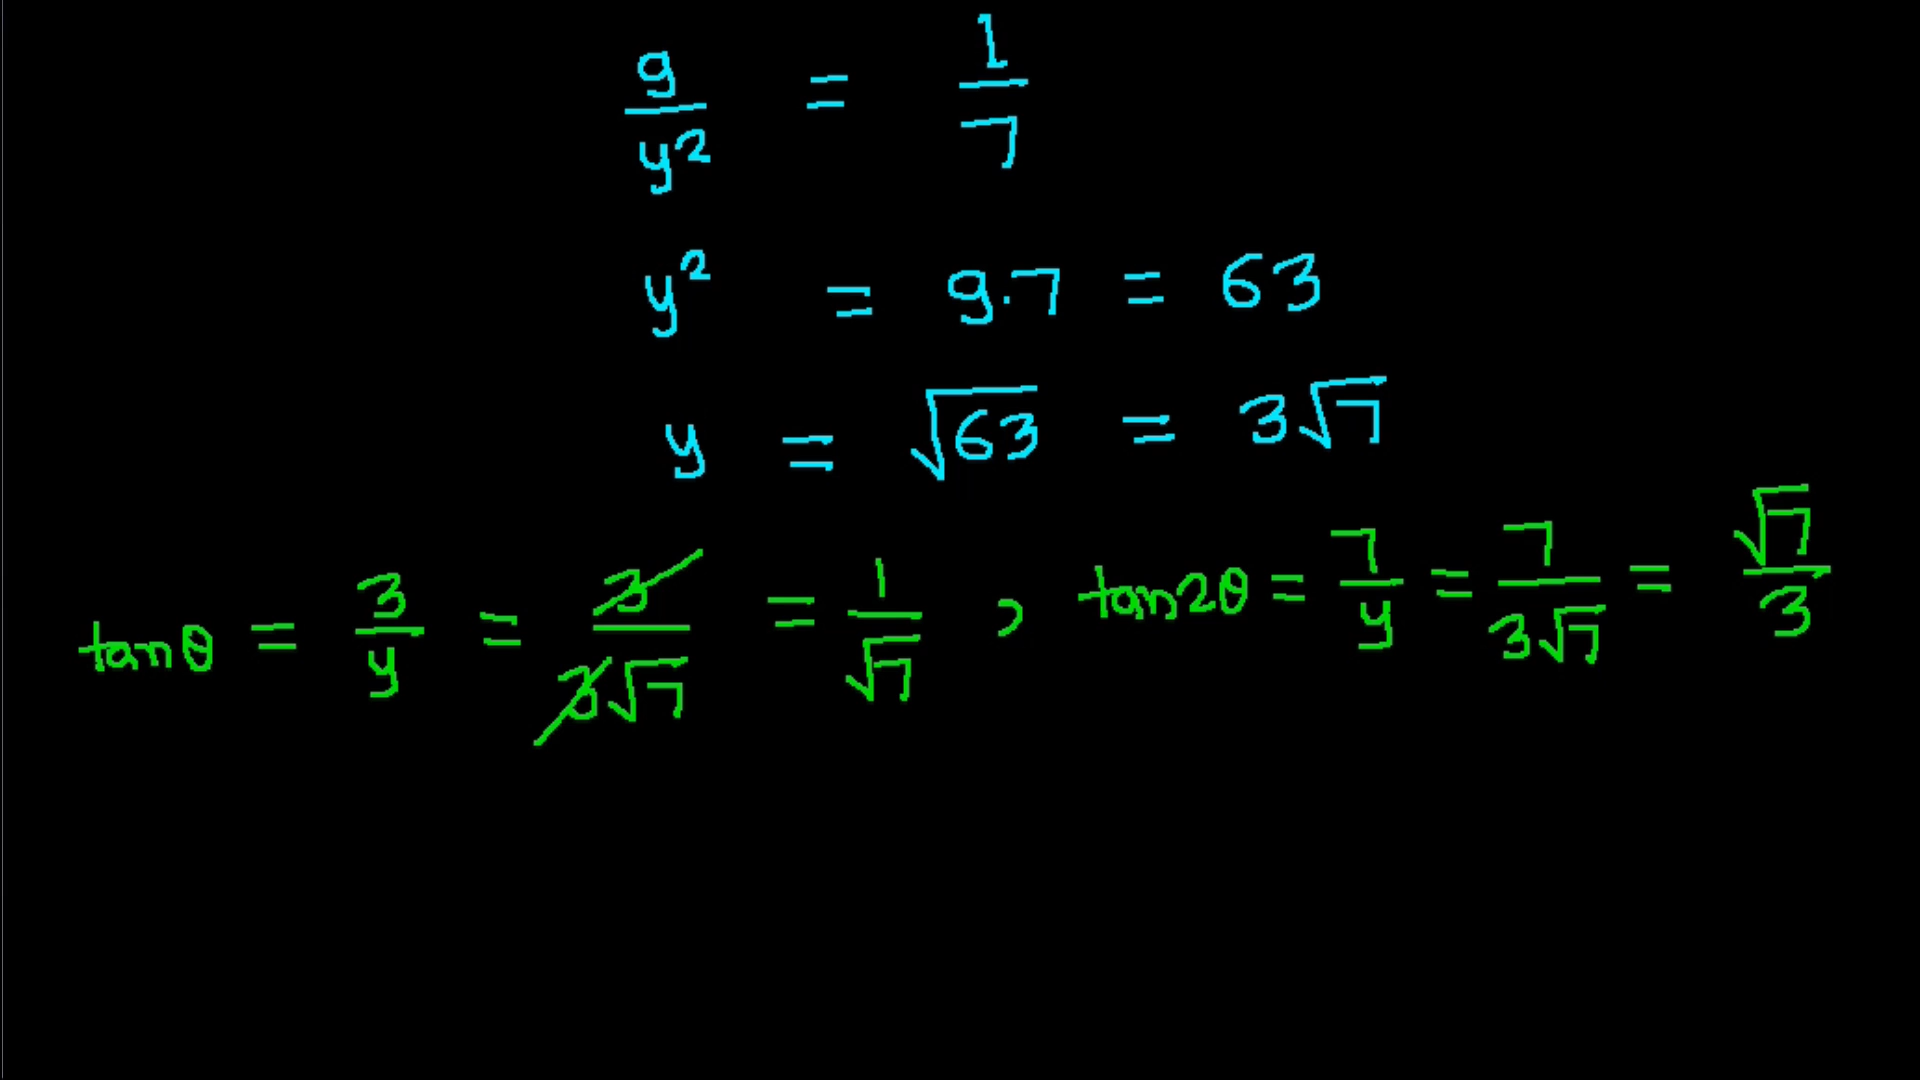 9/y² = 1/7
y² = 9.7 = 63
y = √63 = 3√7
tanθ = 3/y = 3/3√7 = 1/√7 , tan2θ = 7/y = 7/3√7 = √7/3